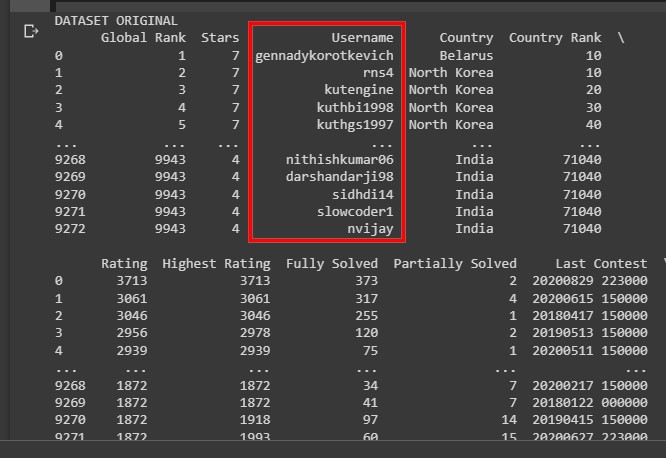 DATASET ORIGINAL
Global Rank Stars Username Country Country Rank \
0 1 7 gennadykorotkevich Belarus 10
1 2 7 rns4 North Korea 10
2 3 7 kutengine North Korea 20
3 4 7 kuthbi1998 North Korea 30
4 5 7 kuthgs1997 North Korea 40
... ... ... ... ... ...
9268 9943 4 nithishkumar06 India 71040
9269 9943 4 darshandarji98 India 71040
9270 9943 4 sidhdi14 India 71040
9271 9943 4 slowcoder1 India 71040
9272 9943 4 nvijay India 71040
Rating Highest Rating Fully Solved Partially Solved Last Contest \
0 3713 3713 373 2 20200829 223000
1 3061 3061 317 4 20200615 150000
2 3046 3046 255 1 20180417 150000
3 2956 2978 120 2 20190513 150000
4 2939 2939 75 1 20200511 150000
... ... ... ... ... ...
9268 1872 1872 34 7 20200217 150000
9269 1872 1872 41 7 20180122 000000
9270 1872 1918 97 14 20190415 150000
9271 1872 1993 60 15 20200627 223000